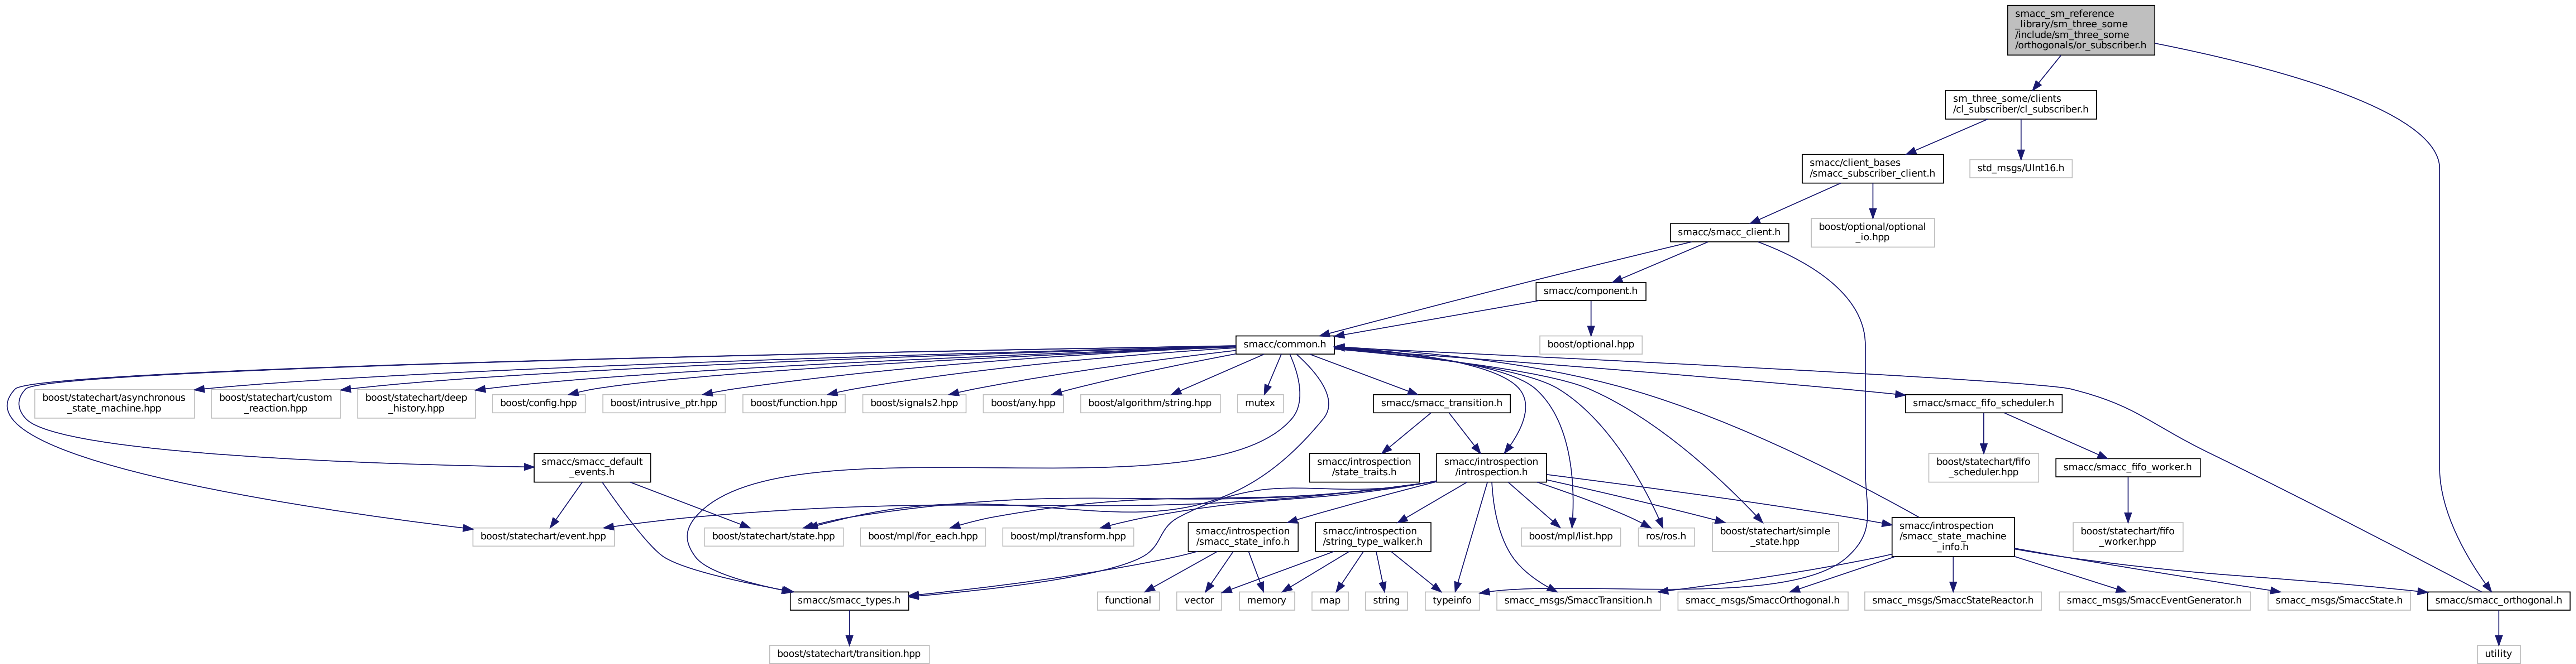 smacc_sm_reference
_library/sm_three_some
/include/sm_three_some
/orthogonals/or_subscriber.h
sm_three_some/clients
/cl_subscriber/cl_subscriber.h
smacc/client_bases
/smacc_subscriber_client.h
std_msgs/UInt16.h
smacc/smacc_client.h
boost/optional/optional
_io.hpp
smacc/component.h
smacc/common.h
boost/optional.hpp
boost/statechart/asynchronous
_state_machine.hpp
boost/statechart/custom
_reaction.hpp
boost/statechart/deep
_history.hpp
boost/config.hpp
boost/intrusive_ptr.hpp
boost/function.hpp
boost/signals2.hpp
boost/any.hpp
boost/algorithm/string.hpp
mutex
smacc/smacc_transition.h
smacc/smacc_fifo_scheduler.h
smacc/smacc_default
_events.h
smacc/introspection
/state_traits.h
smacc/introspection
/introspection.h
boost/statechart/fifo
_scheduler.hpp
smacc/smacc_fifo_worker.h
boost/statechart/event.hpp
boost/statechart/state.hpp
boost/mpl/for_each.hpp
boost/mpl/transform.hpp
smacc/introspection
/smacc_state_info.h
smacc/introspection
/string_type_walker.h
boost/mpl/list.hpp
ros/ros.h
boost/statechart/simple
_state.hpp
smacc/introspection
/smacc_state_machine
_info.h
boost/statechart/fifo
_worker.hpp
smacc/smacc_types.h
functional
vector
memory
map
string
typeinfo
smacc_msgs/SmaccTransition.h
smacc_msgs/SmaccOrthogonal.h
smacc_msgs/SmaccStateReactor.h
smacc_msgs/SmaccEventGenerator.h
smacc_msgs/SmaccState.h
smacc/smacc_orthogonal.h
boost/statechart/transition.hpp
utility